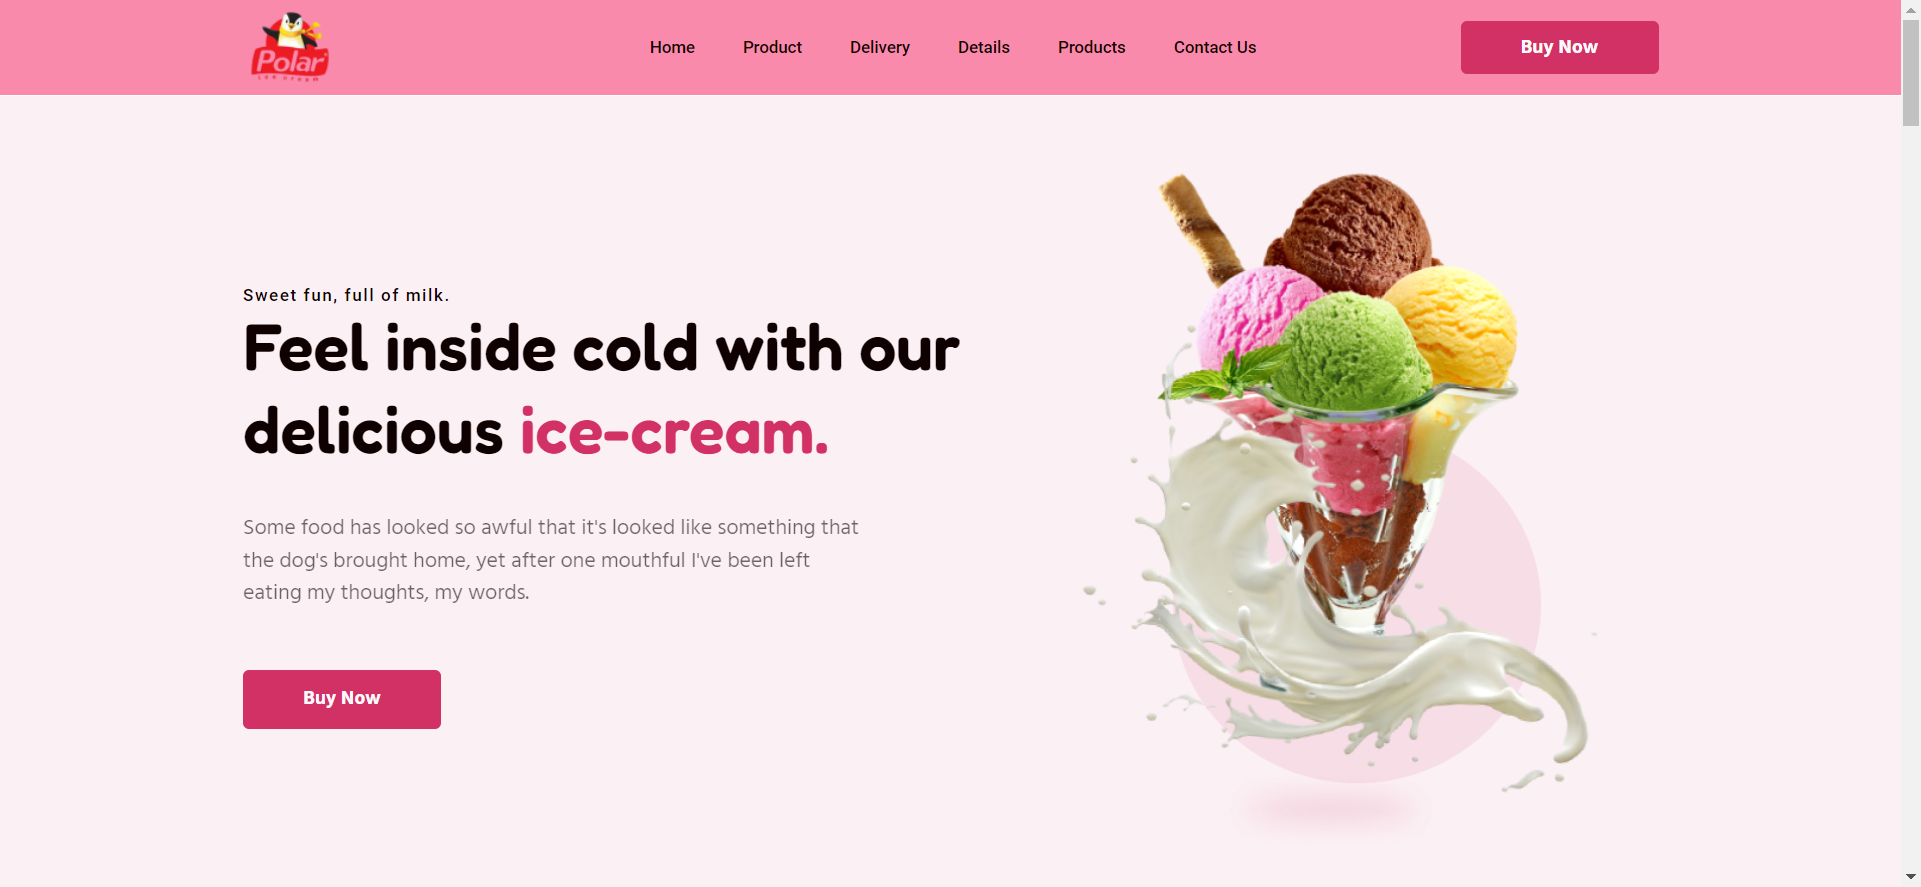 Polar
ice cream
Home
Product
Delivery
Details
Products
Contact Us
Buy Now
Sweet fun, full of milk.
Feel inside cold with our
delicious ice-cream.
Some food has looked so awful that it's looked like something that
the dog's brought home, yet after one mouthful I've been left
eating my thoughts, my words.
Buy Now